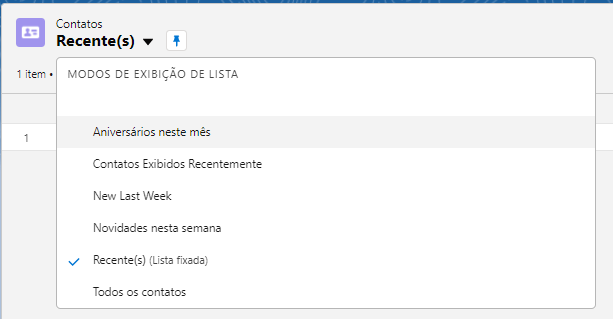 Contatos
Recente(s)
1 item •
MODOS DE EXIBIÇÃO DE LISTA
1
Aniversários neste mês
Contatos Exibidos Recentemente
New Last Week
Novidades nesta semana
Recente(s) (Lista fixada)
Todos os contatos